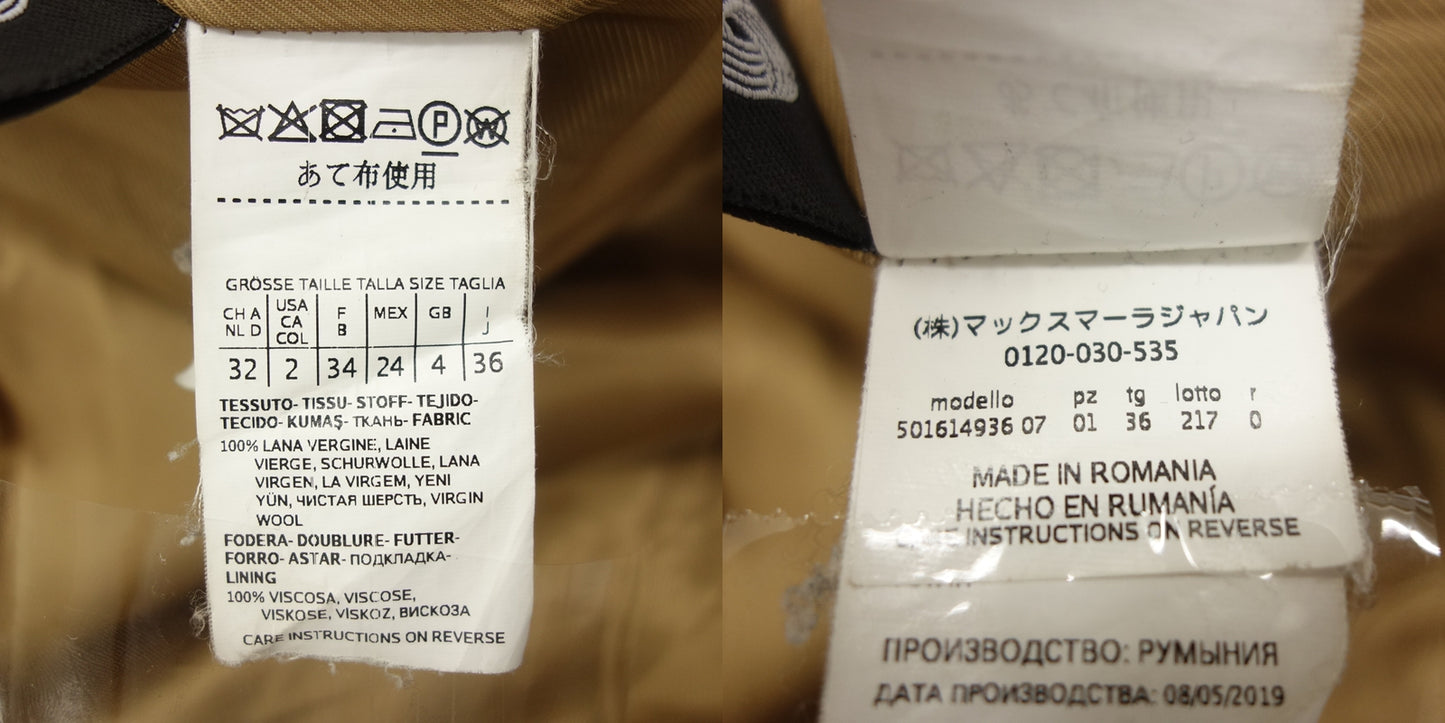 あて布使用
GRÖSSE TAILLE TALLA SIZE TAGLIA
CH A NL D USA CA COL F B MEX GB I J
32 2 34 24 4 36
TESSUTO- TISSU- STOFF- TEJIDO-
TECIDO- KUMAŞ- ТКАНЬ- FABRIC
100% LANA VERGINE, LAINE
VIERGE, SCHURWOLLE, LANA
VIRGEN, LA VIRGEM, YENI
YÜN, ЧИСТАЯ ШЕРСТЬ, VIRGIN
WOOL
FODERA- DOUBLURE- FUTTER-
FORRO- ASTAR- ПОДКЛАДКА-
LINING
100% VISCOSA, VISCOSE,
VISKOSE, VISKOZ, ВИСКОЗА
CARE INSTRUCTIONS ON REVERSE
(株)マックスマーラジャパン
0120-030-535
modello pz tg lotto r
501614936 07 01 36 217 0
MADE IN ROMANIA
HECHO EN RUMANÍA
CARE INSTRUCTIONS ON REVERSE
ПРОИЗВОДСТВО: РУМЫНИЯ
ДАТА ПРОИЗВОДСТВА: 08/05/2019